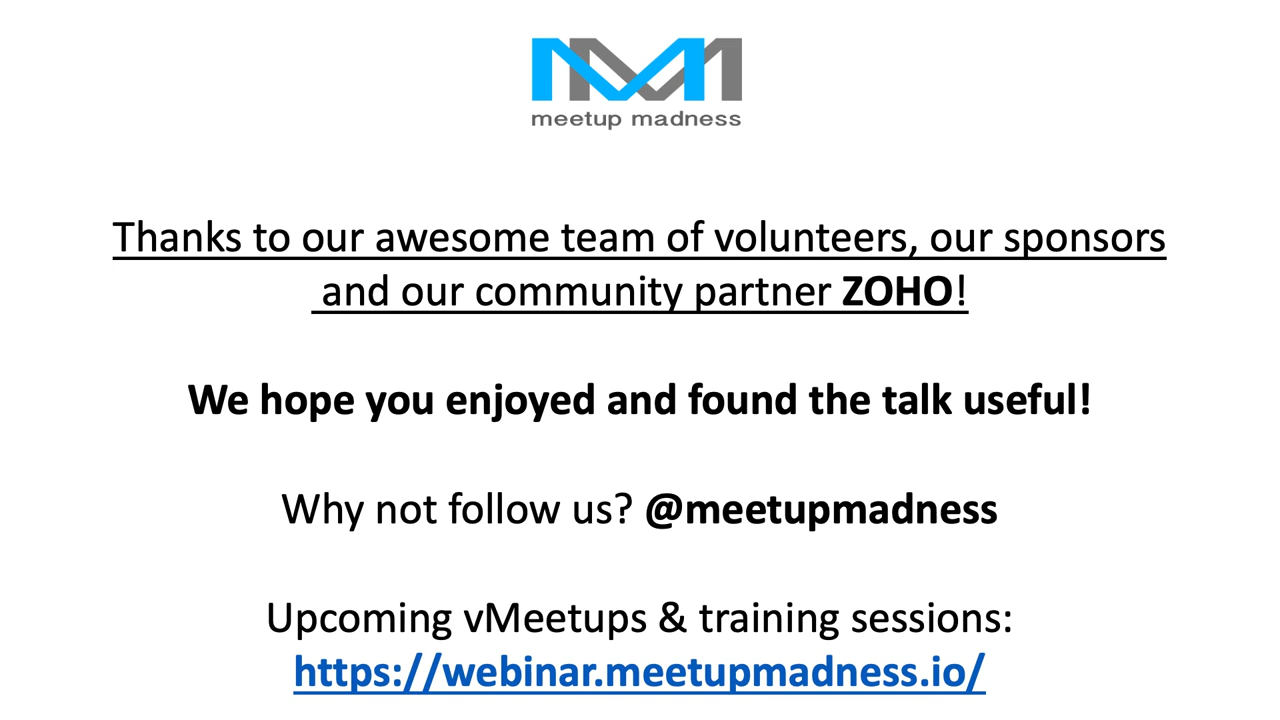 meetup madness
Thanks to our awesome team of volunteers, our sponsors
and our community partner ZOHO!
We hope you enjoyed and found the talk useful!
Why not follow us? @meetupmadness
Upcoming vMeetups & training sessions:
https://webinar.meetupmadness.io/